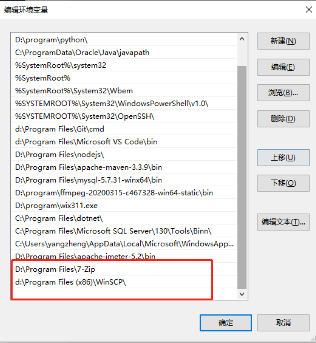 编辑环境变量
D:\program\python\
C:\ProgramData\Oracle\Java\javapath
%SystemRoot%\system32
%SystemRoot%
%SystemRoot%\System32\Wbem
%SYSTEMROOT%\System32\WindowsPowerShell\v1.0\
%SYSTEMROOT%\System32\OpenSSH\
d:\Program Files\Git\cmd
d:\Program Files\Microsoft VS Code\bin
D:\Program Files\nodejs\
D:\Program Files\apache-maven-3.3.9\bin
D:\Program Files\mysql-5.7.31-winx64\bin
D:\program\ffmpeg-20200315-c467328-win64-static\bin
D:\program\wix311.exe
C:\Program Files\dotnet\
C:\Program Files\Microsoft SQL Server\130\Tools\Binn\
C:\Users\yangzheng\AppData\Local\Microsoft\WindowsApp...
D:\Program Files\apache-jmeter-5.2\bin
D:\Program Files\7-Zip
d:\Program Files (x86)\WinSCP\
新建(N)
编辑(E)
浏览(B)...
删除(D)
上移(U)
下移(O)
编辑文本(T)...
确定
取消